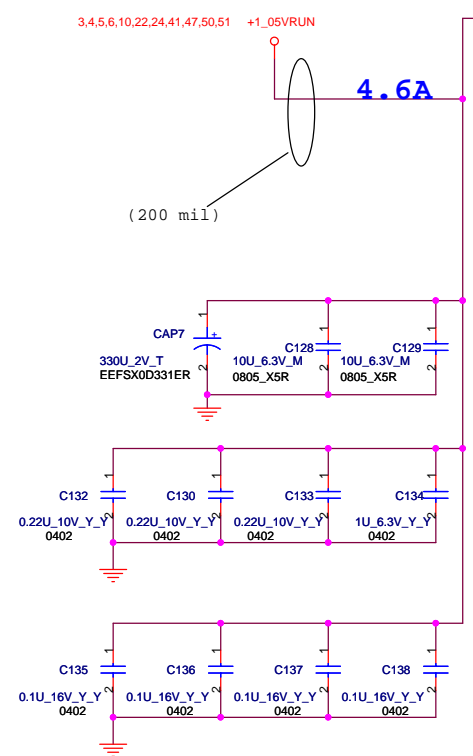 3,4,5,6,10,22,24,41,47,50,51 +1_05VRUN
4.6A
(200 mil)
1
1
1
CAP7
+
C128
C129
330U_2V_T
2
10U_6.3V_M
2
10U_6.3V_M
2
EEFSX0D331ER
0805_X5R
0805_X5R
1
1
1
1
C132
C130
C133
C134
0.22U_10V_Y_Y
2
0.22U_10V_Y_Y
2
0.22U_10V_Y_Y
2
1U_6.3V_Y_Y
2
0402
0402
0402
0402
1
1
1
1
C135
C136
C137
C138
0.1U_16V_Y_Y
2
0.1U_16V_Y_Y
2
0.1U_16V_Y_Y
2
0.1U_16V_Y_Y
2
0402
0402
0402
0402